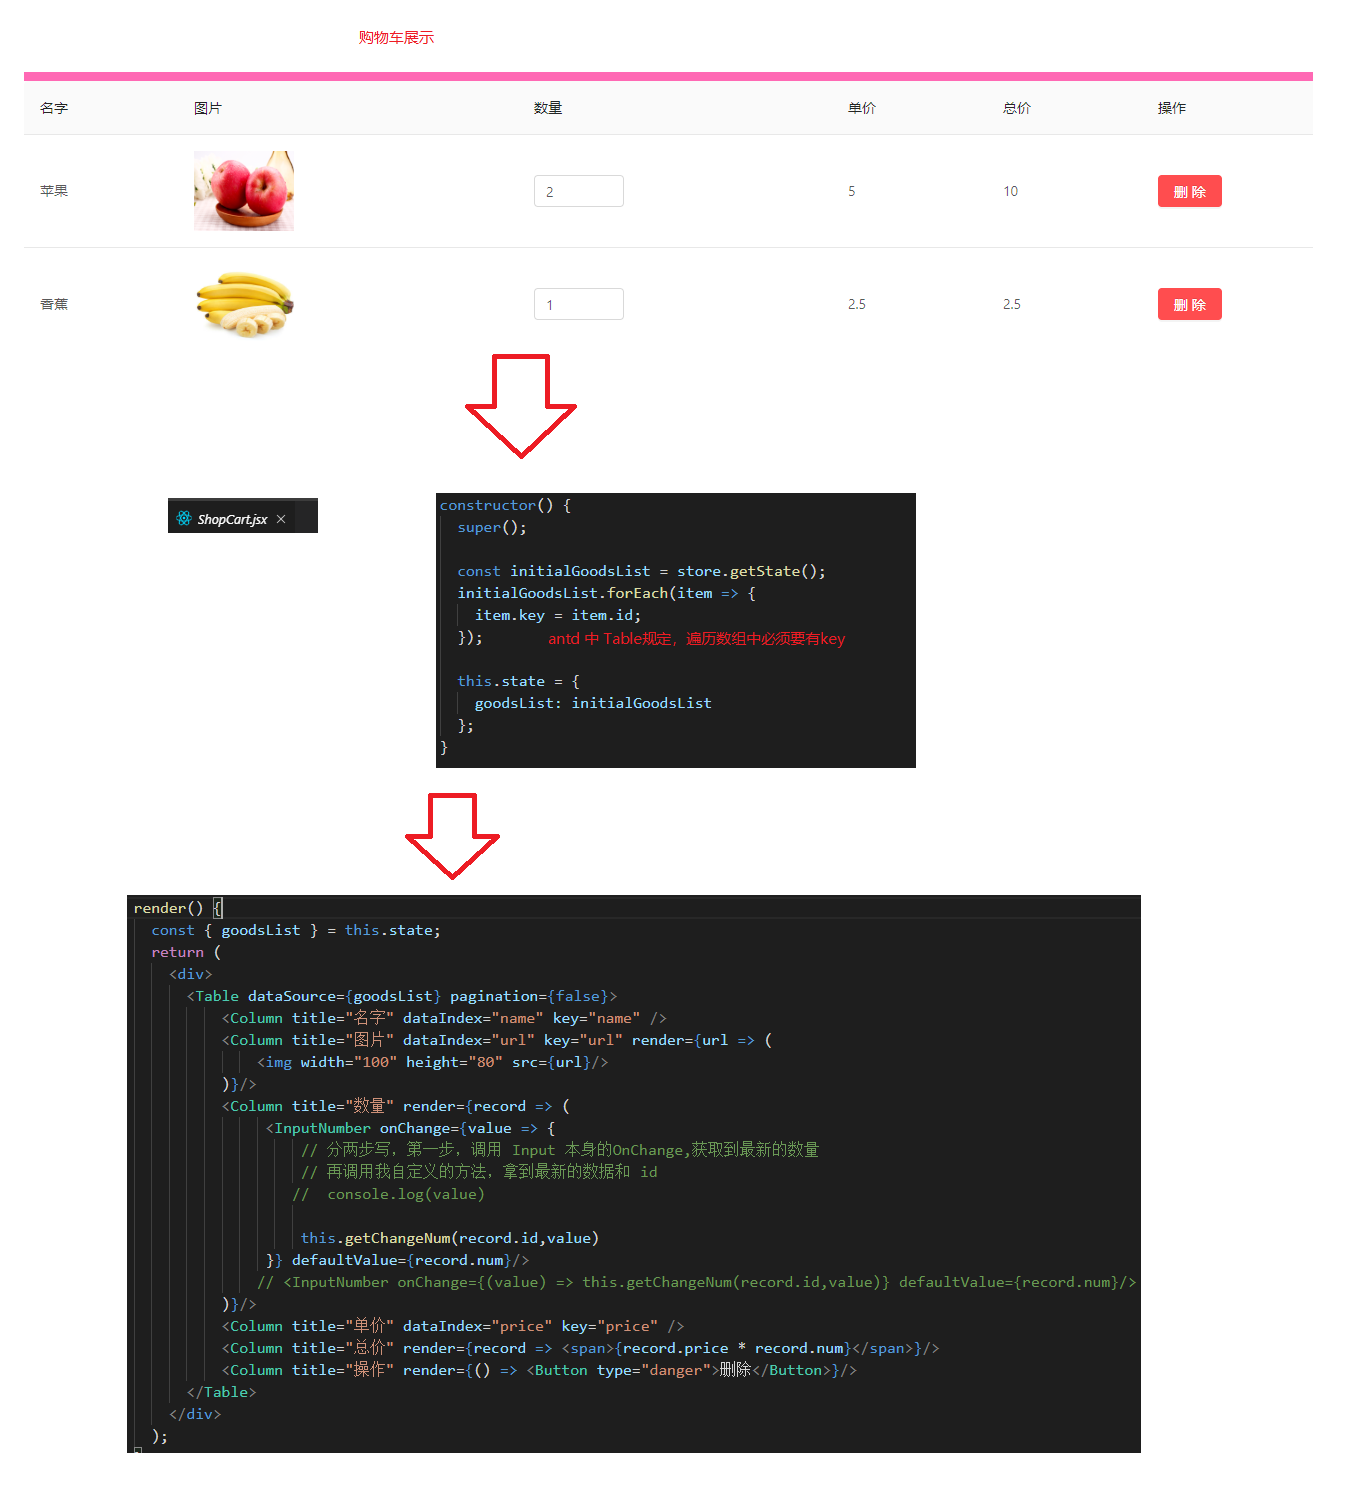 购物车展示
名字 图片 数量 单价 总价 操作
苹果 2 5 10 删 除
香蕉 1 2.5 2.5 删 除
ShopCart.jsx
constructor() {
super();
const initialGoodsList = store.getState();
initialGoodsList.forEach(item => {
item.key = item.id;
});
antd 中 Table规定，遍历数组中必须要有key
this.state = {
goodsList: initialGoodsList
};
}
render() {
const { goodsList } = this.state;
return (
<div>
<Table dataSource={goodsList} pagination={false}>
<Column title="名字" dataIndex="name" key="name" />
<Column title="图片" dataIndex="url" key="url" render={url => (
<img width="100" height="80" src={url}/>
)}/>
<Column title="数量" render={record => (
<InputNumber onChange={value => {
// 分两步写，第一步，调用 Input 本身的OnChange,获取到最新的数量
// 再调用我自定义的方法，拿到最新的数据和 id
// console.log(value)
this.getChangeNum(record.id,value)
}} defaultValue={record.num}/>
// <InputNumber onChange={(value) => this.getChangeNum(record.id,value)} defaultValue={record.num}/>
)}/>
<Column title="单价" dataIndex="price" key="price" />
<Column title="总价" render={record => <span>{record.price * record.num}</span>}/>
<Column title="操作" render={() => <Button type="danger">删除</Button>}/>
</Table>
</div>
);